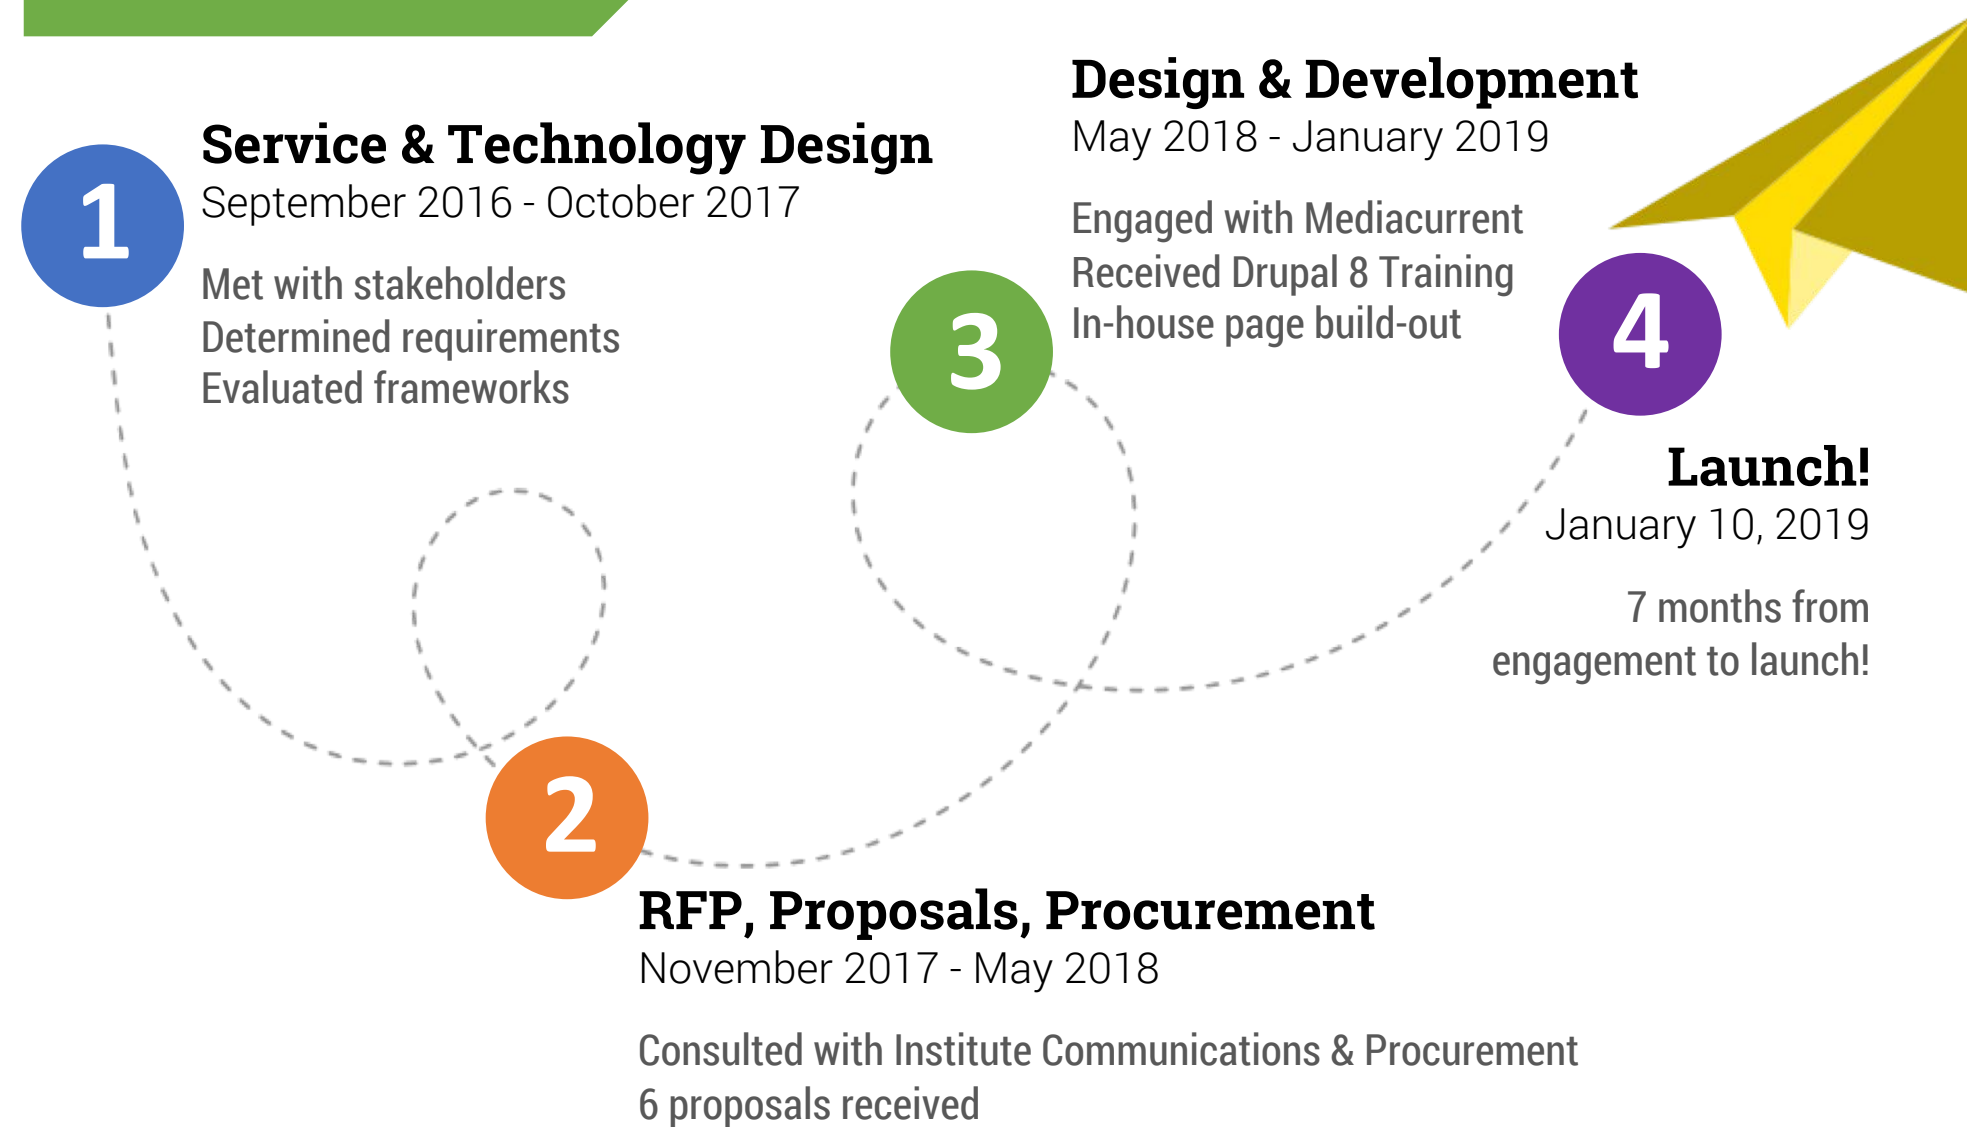 1
Service & Technology Design
September 2016 - October 2017
Met with stakeholders
Determined requirements
Evaluated frameworks
2
RFP, Proposals, Procurement
November 2017 - May 2018
Consulted with Institute Communications & Procurement
6 proposals received
3
Design & Development
May 2018 - January 2019
Engaged with Mediacurrent
Received Drupal 8 Training
In-house page build-out
4
Launch!
January 10, 2019
7 months from
engagement to launch!